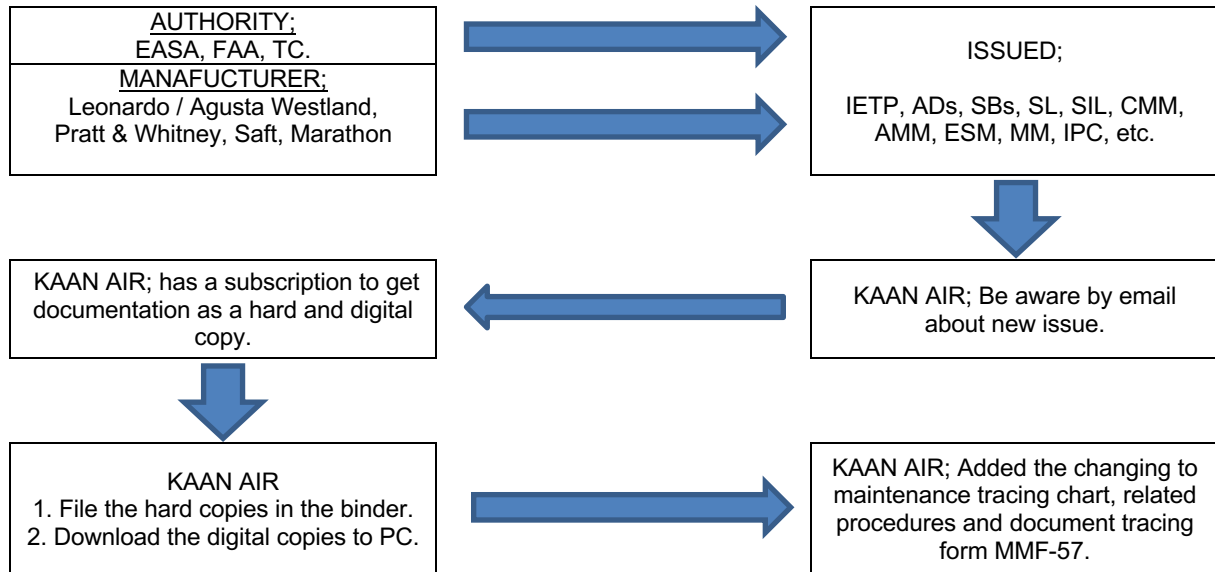 AUTHORITY;
EASA, FAA, TC.
MANAFUCTURER;
Leonardo / Agusta Westland,
Pratt & Whitney, Saft, Marathon
ISSUED;
IETP, ADs, SBs, SL, SIL, CMM,
AMM, ESM, MM, IPC, etc.
KAAN AIR; Be aware by email
about new issue.
KAAN AIR; has a subscription to get
documentation as a hard and digital
copy.
KAAN AIR
1. File the hard copies in the binder.
2. Download the digital copies to PC.
KAAN AIR; Added the changing to
maintenance tracing chart, related
procedures and document tracing
form MMF-57.